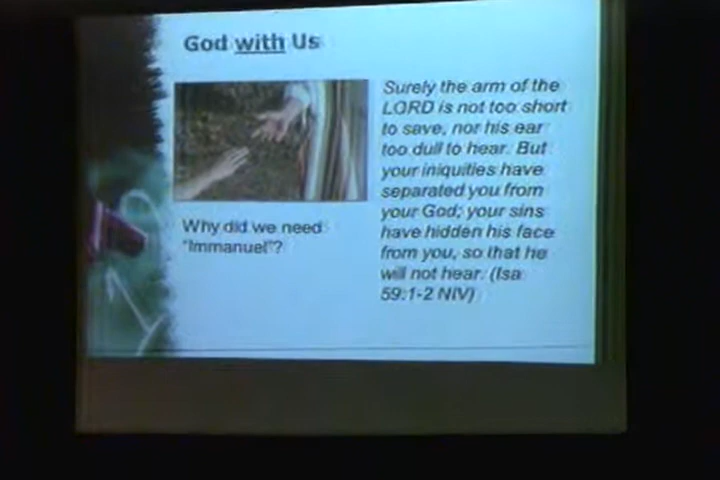 God with Us
Surely the arm of the
LORD is not too short
to save, nor his ear
too dull to hear. But
your iniquities have
separated you from
your God; your sins
have hidden his face
from you, so that he
will not hear. (Isa
59:1-2 NIV)
Why did we need
"Immanuel"?